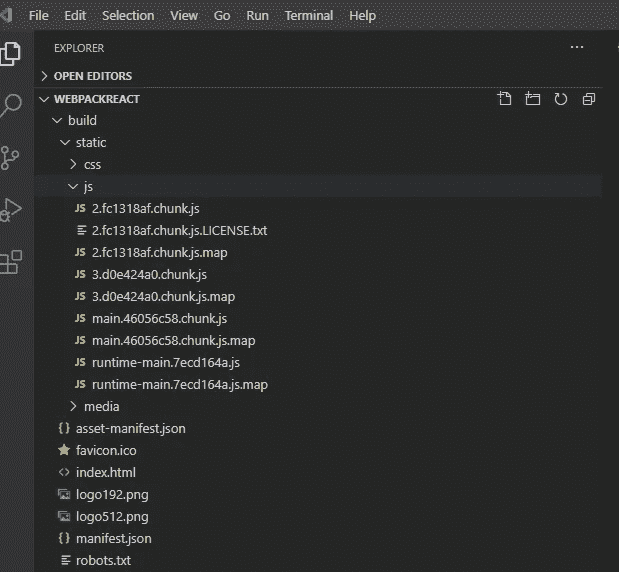 File Edit Selection View Go Run Terminal Help
EXPLORER
OPEN EDITORS
WEBPACKREACT
build
static
css
js
JS 2.fc1318af.chunk.js
2.fc1318af.chunk.js.LICENSE.txt
JS 2.fc1318af.chunk.js.map
JS 3.d0e424a0.chunk.js
JS 3.d0e424a0.chunk.js.map
JS main.46056c58.chunk.js
JS main.46056c58.chunk.js.map
JS runtime-main.7ecd164a.js
JS runtime-main.7ecd164a.js.map
media
{} asset-manifest.json
favicon.ico
<> index.html
logo192.png
logo512.png
{} manifest.json
robots.txt